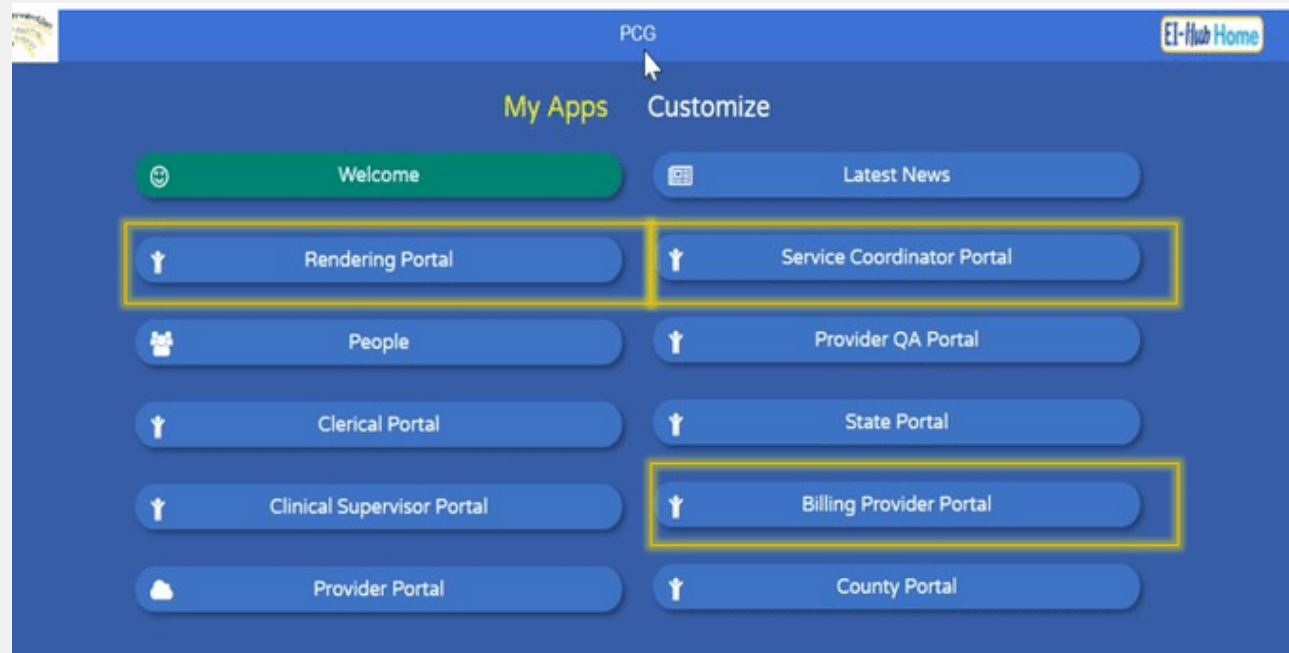 PCG
EI-Hub Home
My Apps Customize
Welcome
Latest News
Rendering Portal
Service Coordinator Portal
People
Provider QA Portal
Clerical Portal
State Portal
Clinical Supervisor Portal
Billing Provider Portal
Provider Portal
County Portal